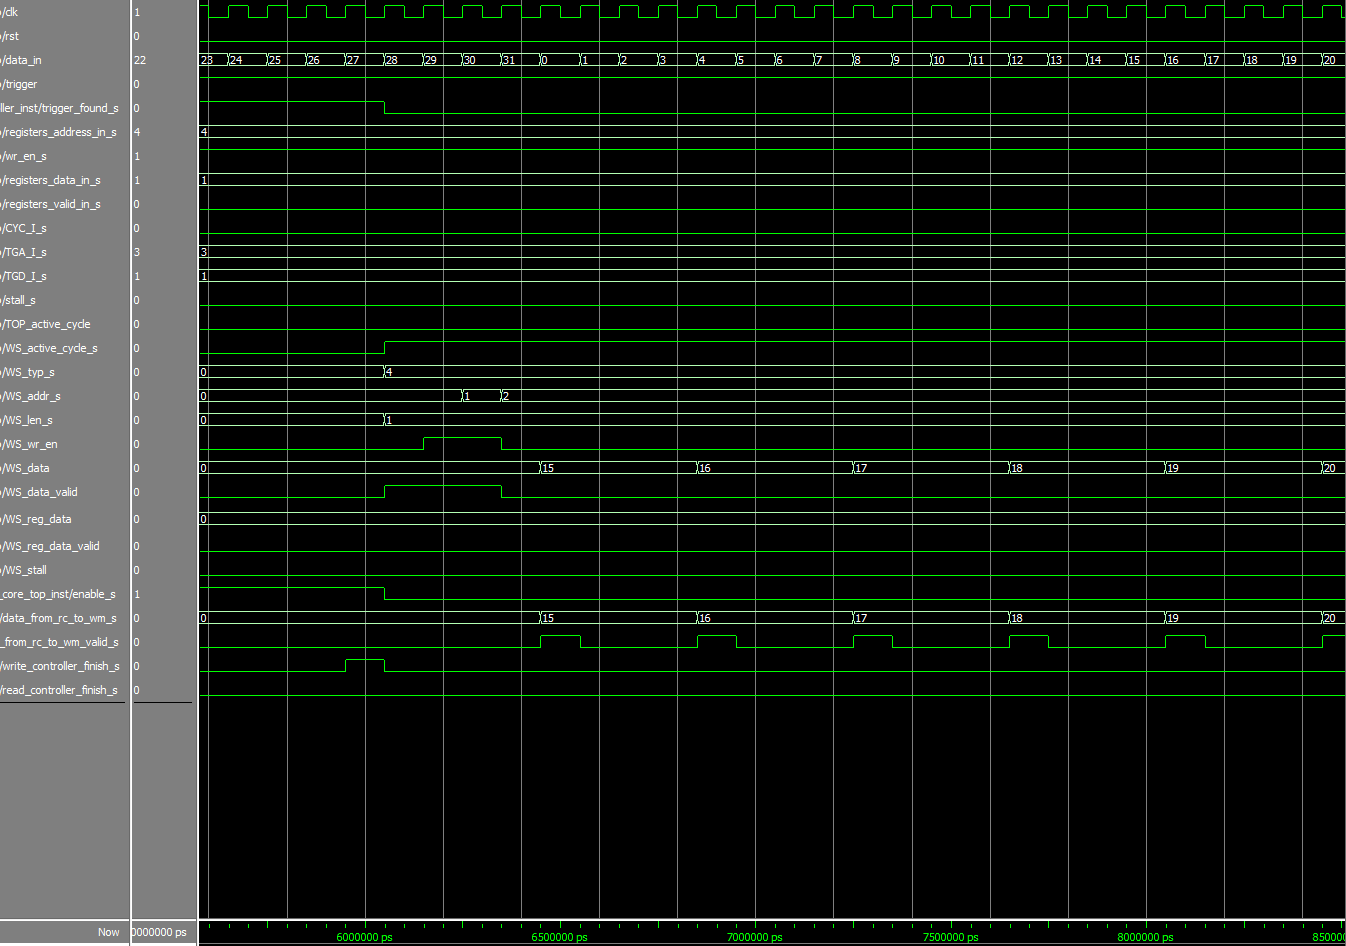 o/clk 1
o/rst 0
o/data_in 22 23 24 25 26 27 28 29 30 31 0 1 2 3 4 5 6 7 8 9 10 11 12 13 14 15 16 17 18 19 20
o/trigger 0
ller_inst/trigger_found_s 0
o/registers_address_in_s 4 4
o/wr_en_s 1
o/registers_data_in_s 1 1
o/registers_valid_in_s 0
o/CYC_I_s 0
o/TGA_I_s 3 3
o/TGD_I_s 1 1
o/stall_s 0
o/TOP_active_cycle 0
o/WS_active_cycle_s 0
o/WS_typ_s 0 0 4
o/WS_addr_s 0 0 1 2
o/WS_len_s 0 0 1
o/WS_wr_en 0
o/WS_data 0 0 15 16 17 18 19 20
o/WS_data_valid 0
o/WS_reg_data 0 0
o/WS_reg_data_valid 0
o/WS_stall 0
_core_top_inst/enable_s 1
/data_from_rc_to_wm_s 0 0 15 16 17 18 19 20
_from_rc_to_wm_valid_s 0
/write_controller_finish_s 0
/read_controller_finish_s 0
Now 0000000 ps 6000000 ps 6500000 ps 7000000 ps 7500000 ps 8000000 ps 850000